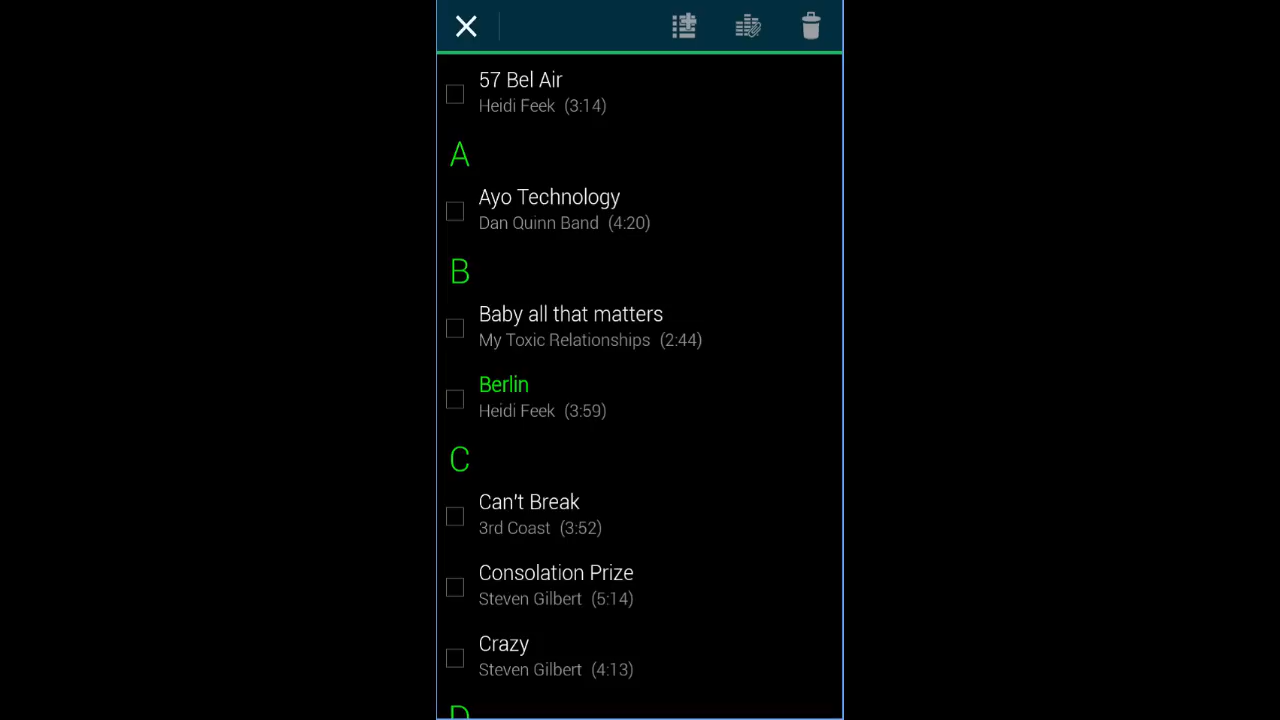 57 Bel Air
Heidi Feek (3:14)
A
Ayo Technology
Dan Quinn Band (4:20)
B
Baby all that matters
My Toxic Relationships (2:44)
Berlin
Heidi Feek (3:59)
C
Can't Break
3rd Coast (3:52)
Consolation Prize
Steven Gilbert (5:14)
Crazy
Steven Gilbert (4:13)
D